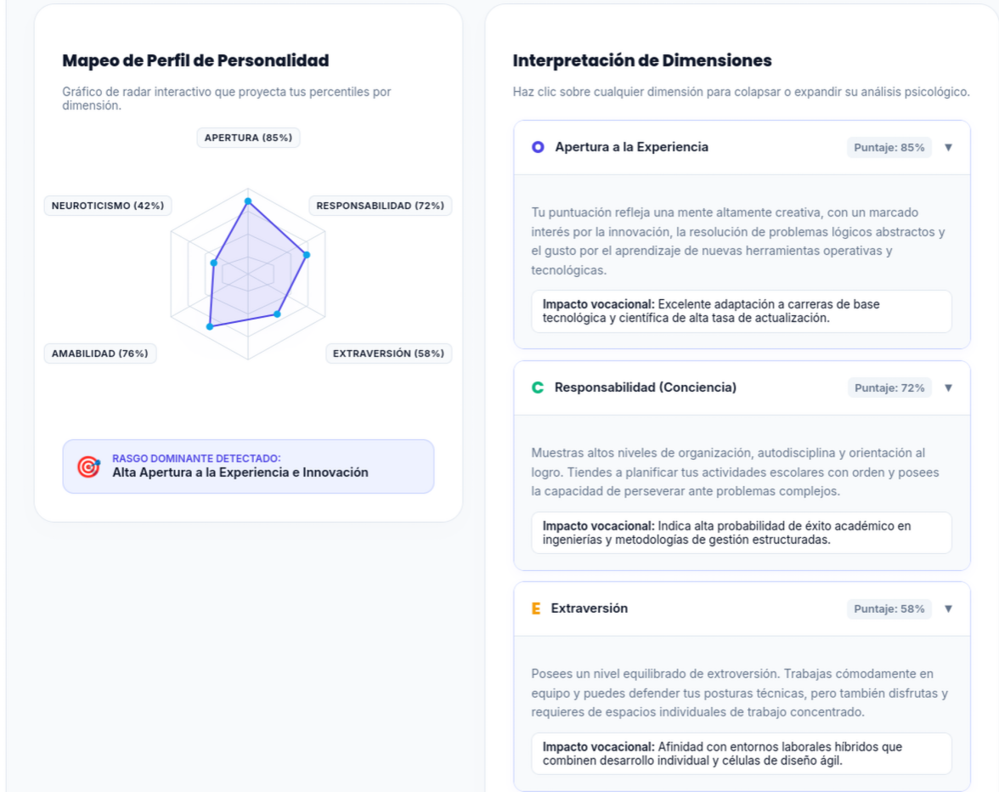 Mapeo de Perfil de Personalidad
Gráfico de radar interactivo que proyecta tus percentiles por
dimensión.
APERTURA (85%)
NEUROTICISMO (42%)
RESPONSABILIDAD (72%)
AMABILIDAD (76%)
EXTRAVERSIÓN (58%)
RASGO DOMINANTE DETECTADO:
Alta Apertura a la Experiencia e Innovación
Interpretación de Dimensiones
Haz clic sobre cualquier dimensión para colapsar o expandir su análisis psicológico.
O Apertura a la Experiencia Puntaje: 85% ▼
Tu puntuación refleja una mente altamente creativa, con un marcado
interés por la innovación, la resolución de problemas lógicos abstractos y
el gusto por el aprendizaje de nuevas herramientas operativas y
tecnológicas.
Impacto vocacional: Excelente adaptación a carreras de base
tecnológica y científica de alta tasa de actualización.
C Responsabilidad (Conciencia) Puntaje: 72% ▼
Muestras altos niveles de organización, autodisciplina y orientación al
logro. Tiendes a planificar tus actividades escolares con orden y posees
la capacidad de perseverar ante problemas complejos.
Impacto vocacional: Indica alta probabilidad de éxito académico en
ingenierías y metodologías de gestión estructuradas.
E Extraversión Puntaje: 58% ▼
Posees un nivel equilibrado de extroversión. Trabajas cómodamente en
equipo y puedes defender tus posturas técnicas, pero también disfrutas y
requieres de espacios individuales de trabajo concentrado.
Impacto vocacional: Afinidad con entornos laborales híbridos que
combinen desarrollo individual y células de diseño ágil.